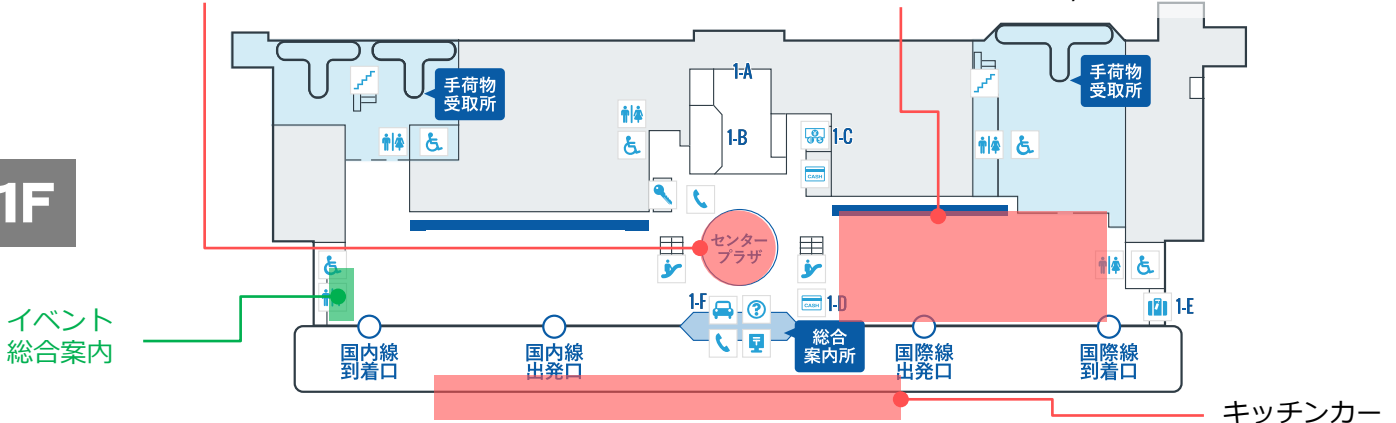 1-A
手荷物
受取所
手荷物
受取所
1-B
1-C
CASH
1F
センター
プラザ
1-F
CASH
1-D
1-E
イベント
総合案内
総合
案内所
国内線
到着口
国内線
出発口
国際線
出発口
国際線
到着口
キッチンカー